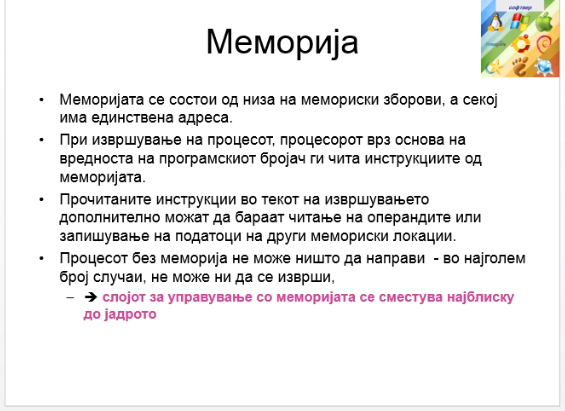 софтвер
Меморија
• Меморијата се состои од низа на мемориски зборови, а секој
има единствена адреса.
• При извршување на процесот, процесорот врз основа на
вредноста на програмскиот бројач ги чита инструкциите од
меморијата.
• Прочитаните инструкции во текот на извршувањето
дополнително можат да бараат читање на операндите или
запишување на податоци на други мемориски локации.
• Процесот без меморија не може ништо да направи - во најголем
број случаи, не може ни да се изврши,
– ➔ слојот за управување со меморијата се сместува најблиску
до јадрото